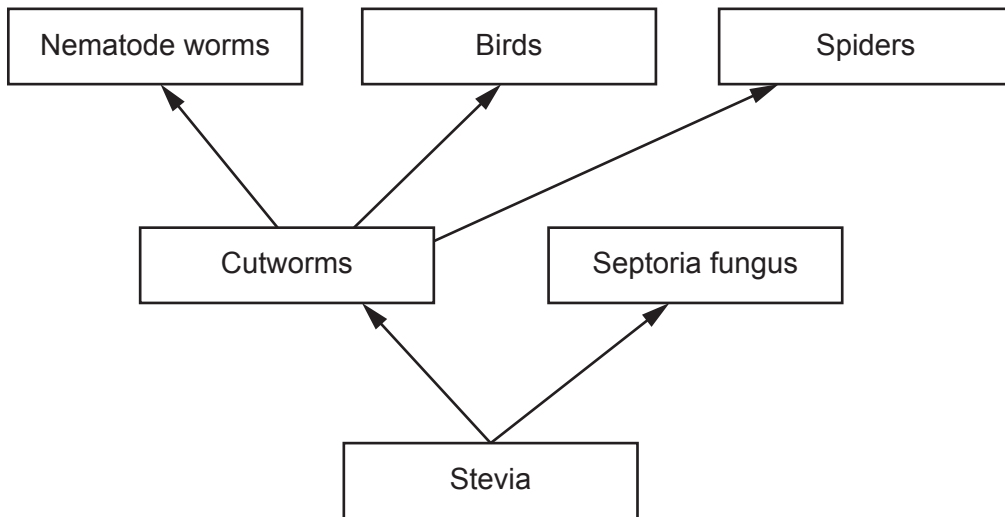 Nematode worms
Birds
Spiders
Cutworms
Septoria fungus
Stevia